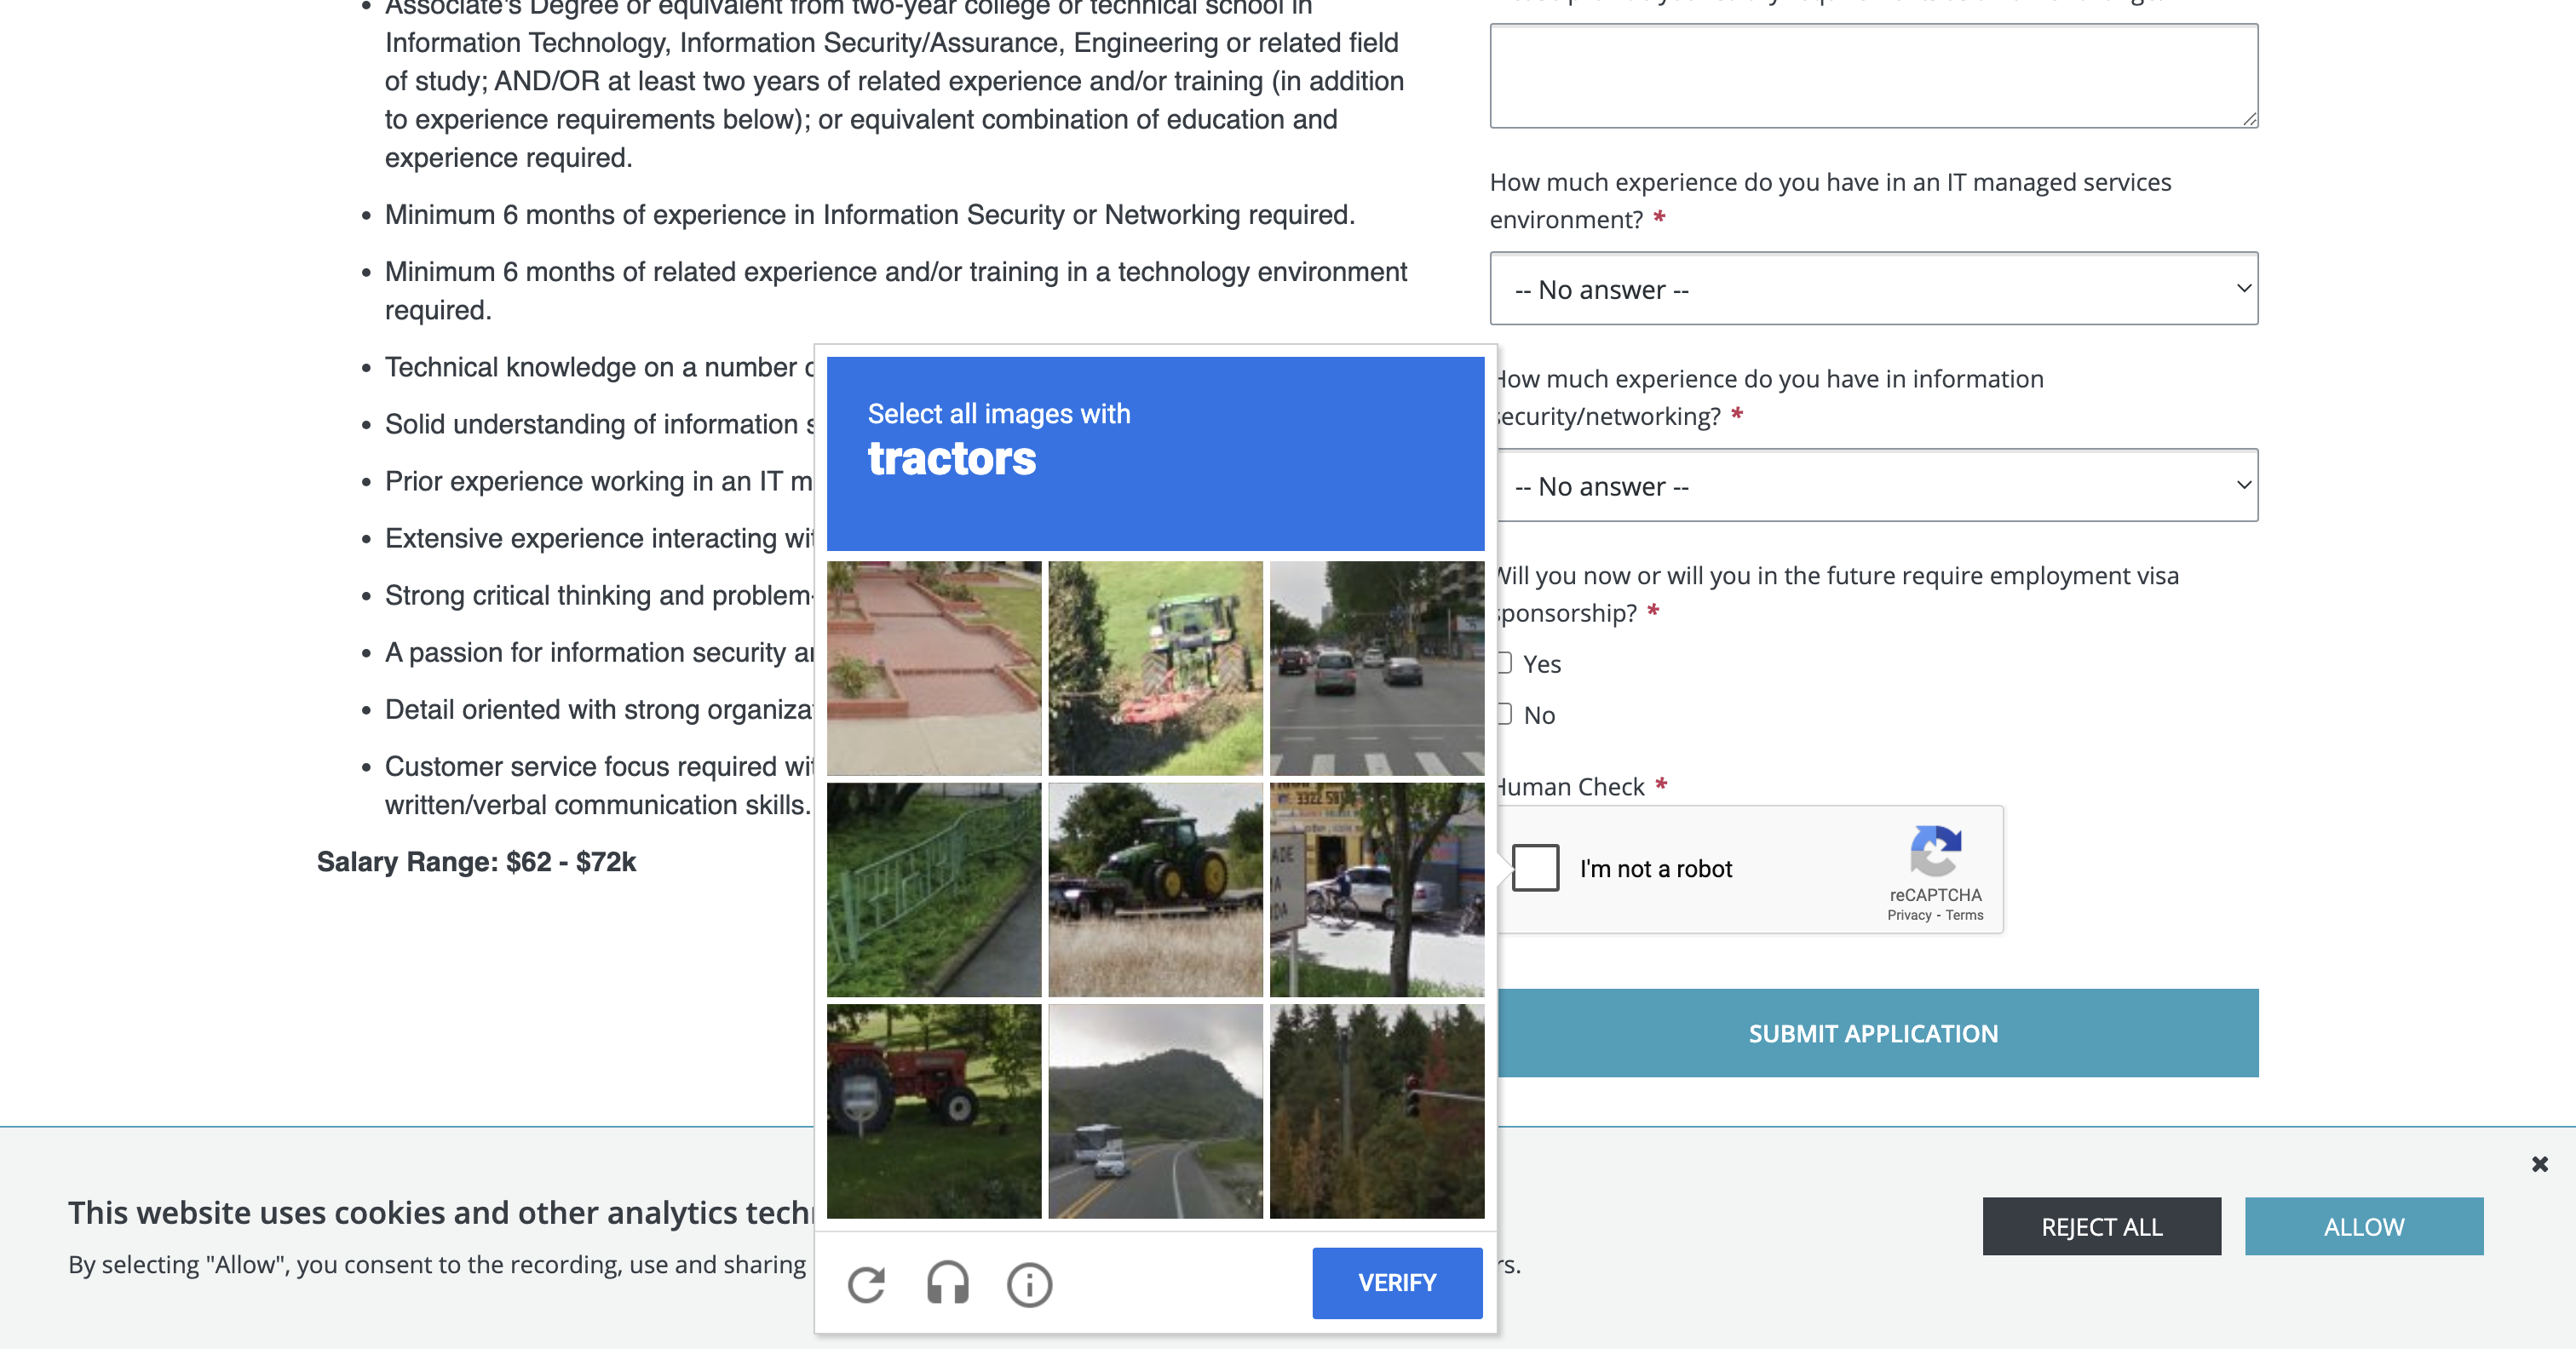 Associate's Degree or equivalent from two-year college or technical school in
Information Technology, Information Security/Assurance, Engineering or related field
of study; AND/OR at least two years of related experience and/or training (in addition
to experience requirements below); or equivalent combination of education and
experience required.
Minimum 6 months of experience in Information Security or Networking required.
Minimum 6 months of related experience and/or training in a technology environment
required.
Technical knowledge on a number
Solid understanding of information
Prior experience working in an IT
Extensive experience interacting
Strong critical thinking and problem-
A passion for information security
Detail oriented with strong
Customer service focus required
written/verbal communication skills.
Salary Range: $62 - $72k
How much experience do you have in an IT managed services
environment? *
-- No answer --
How much experience do you have in information
security/networking? *
-- No answer --
Will you now or will you in the future require employment visa
sponsorship? *
Yes
No
Human Check *
I'm not a robot
reCAPTCHA
Privacy - Terms
SUBMIT APPLICATION
Select all images with
tractors
VERIFY
This website uses cookies and other analytics
By selecting "Allow", you consent to the recording, use and sharing
REJECT ALL
ALLOW